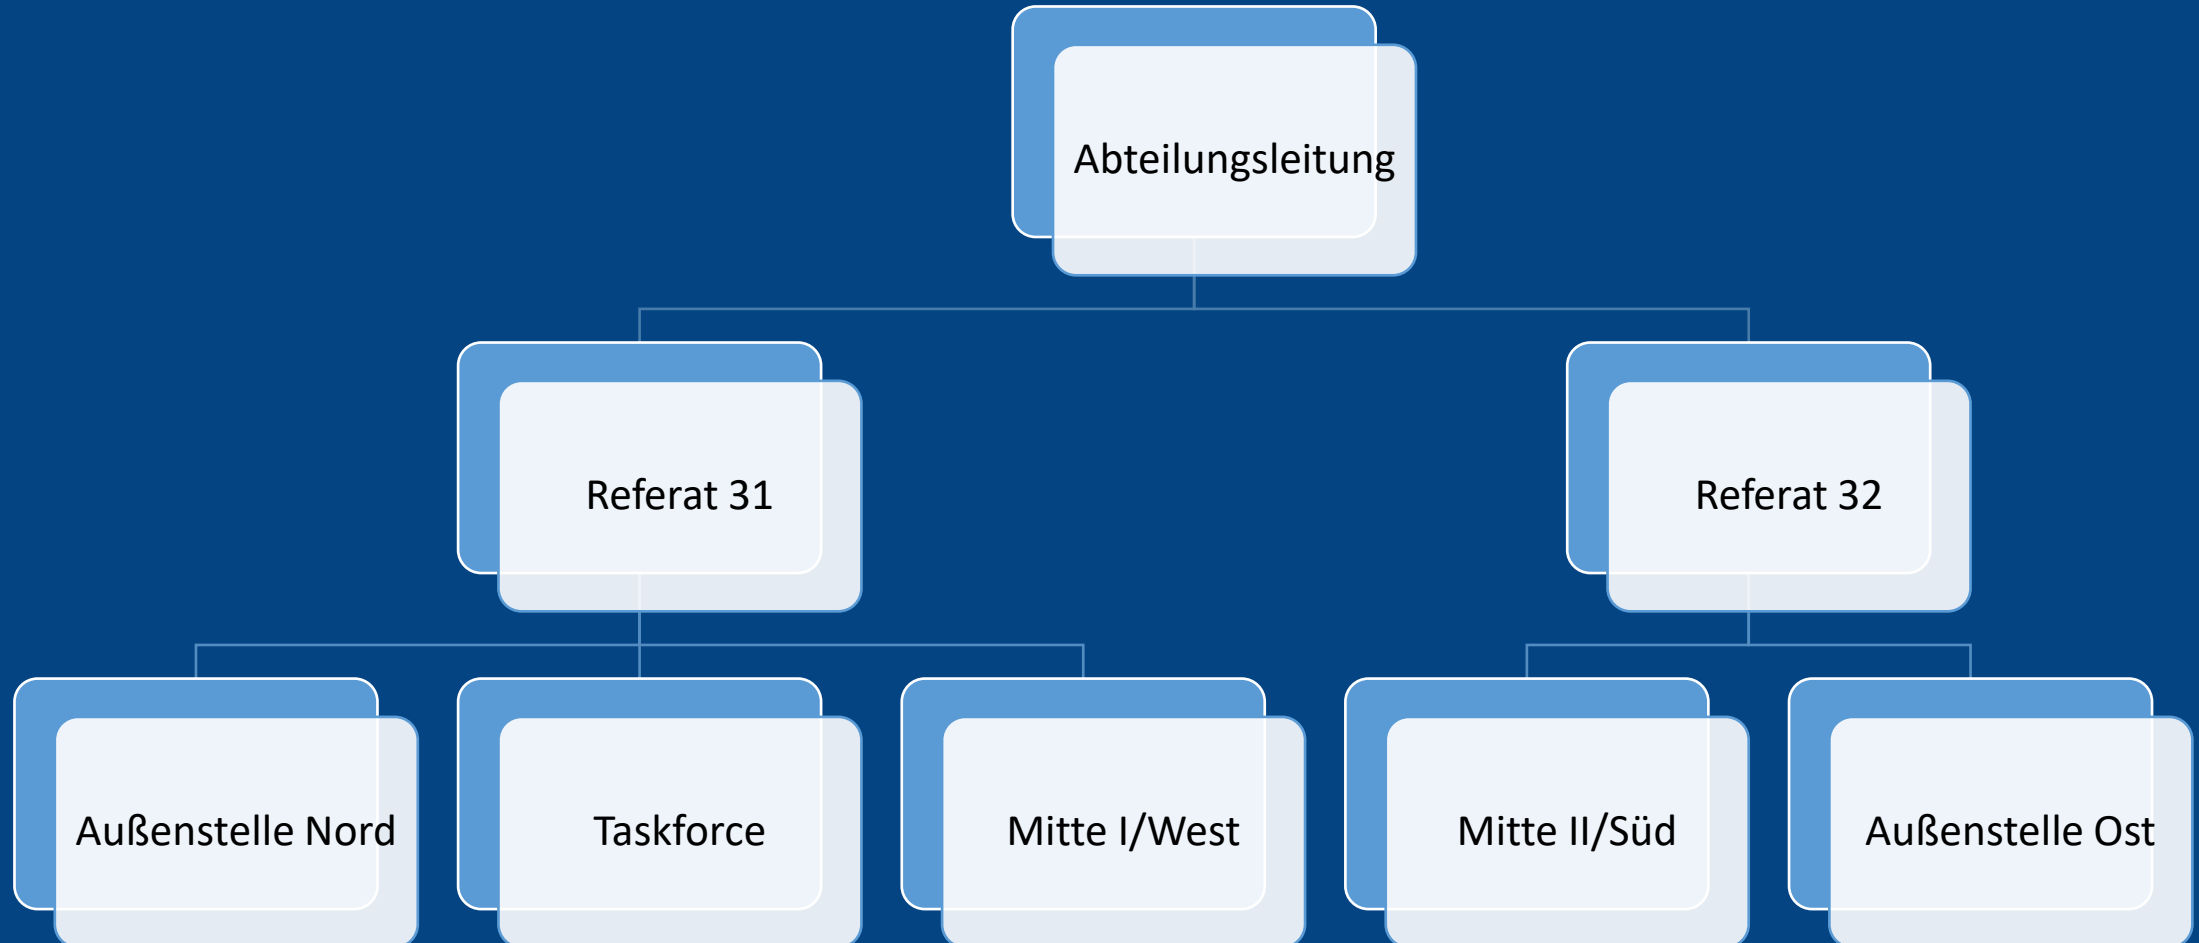 Abteilungsleitung
Referat 31
Referat 32
Außenstelle Nord
Taskforce
Mitte I/West
Mitte II/Süd
Außenstelle Ost